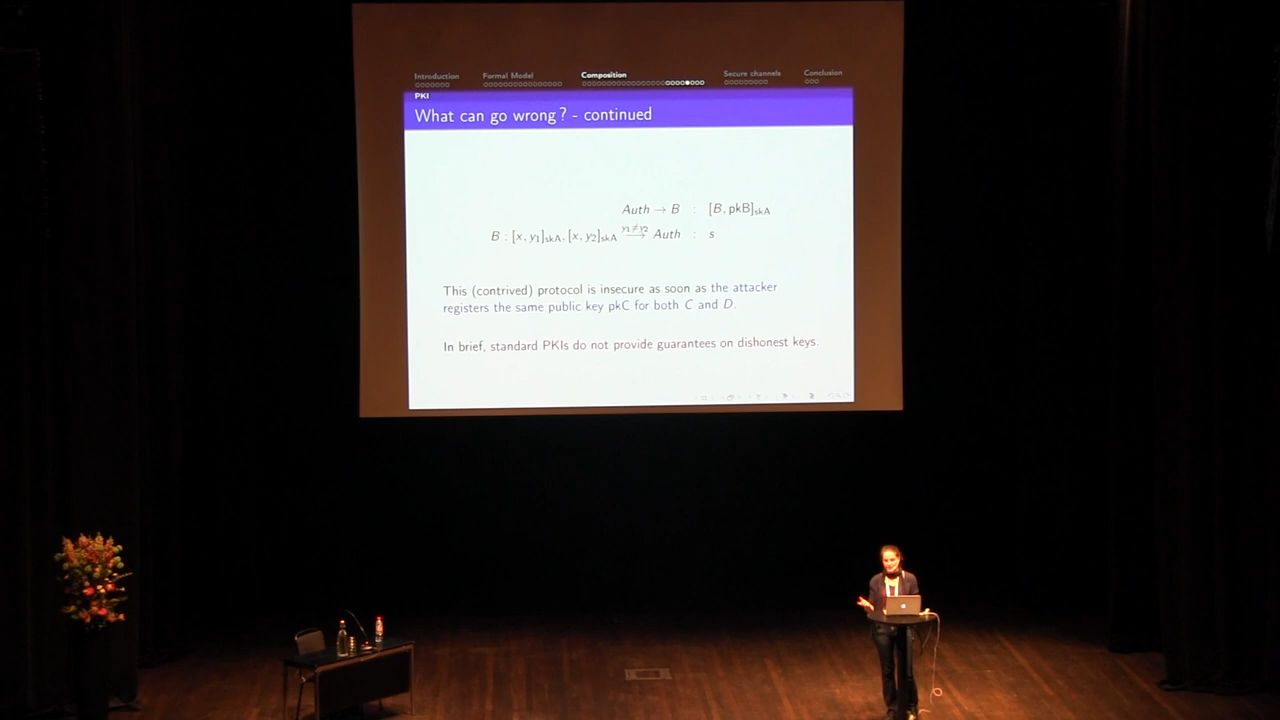 Introduction Formal Model Composition Secure channels Conclusion
PKI
What can go wrong ? - continued
Auth → B : [B, pkB]skA
B : [x, y1]skA, [x, y2]skA y1≠y2 ⟶ Auth : s
This (contrived) protocol is insecure as soon as the attacker
registers the same public key pkC for both C and D.
In brief, standard PKIs do not provide guarantees on dishonest keys.